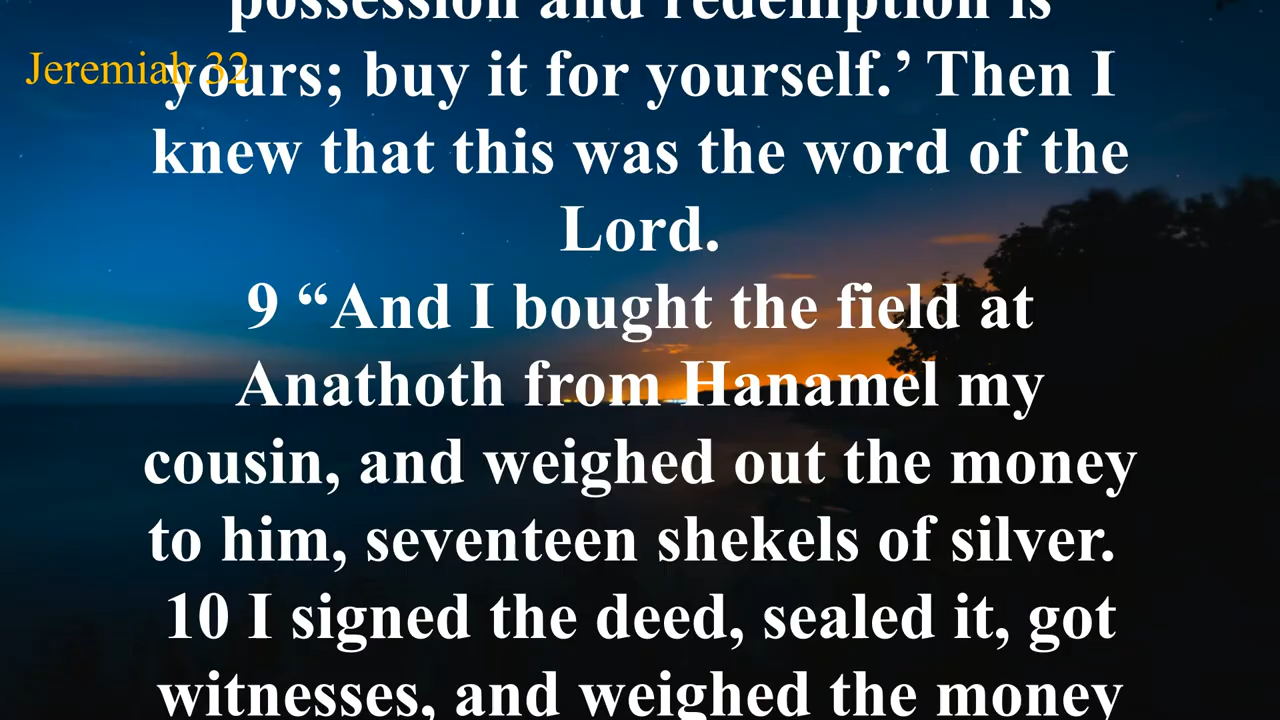 possession and redemption is
Jeremiah 32
yours; buy it for yourself.’ Then I
knew that this was the word of the
Lord.
9 “And I bought the field at
Anathoth from Hanamel my
cousin, and weighed out the money
to him, seventeen shekels of silver.
10 I signed the deed, sealed it, got
witnesses, and weighed the money